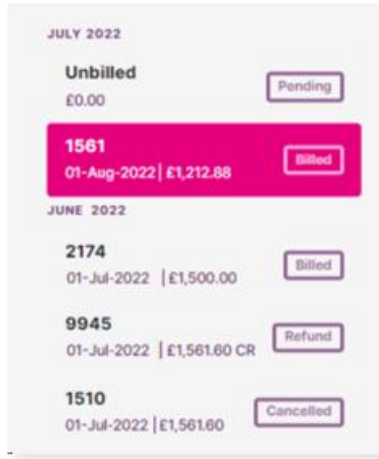 JULY 2022
Unbilled
£0.00
Pending
1561
01-Aug-2022| £1,212.88
Billed
JUNE 2022
2174
01-Jul-2022 | £1,500.00
Billed
9945
01-Jul-2022 | £1,561.60 CR
Refund
1510
01-Jul-2022 | £1,561.60
Cancelled